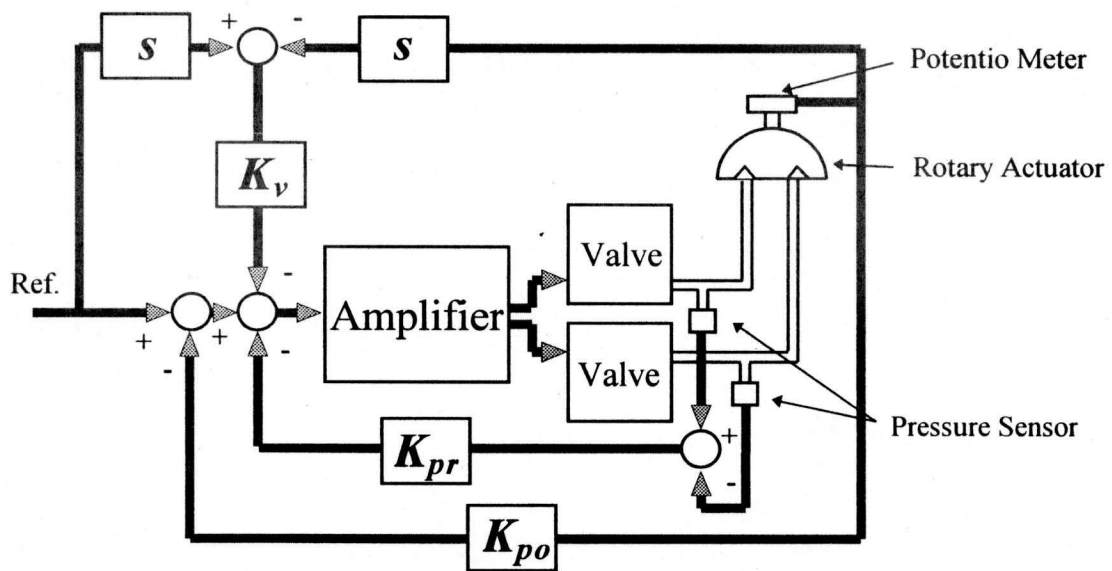 +
-
s
s
Potentio Meter
Rotary Actuator
K_v
Valve
Ref.
-
Amplifier
+
+
-
-
Valve
Pressure Sensor
+
K_pr
-
K_po